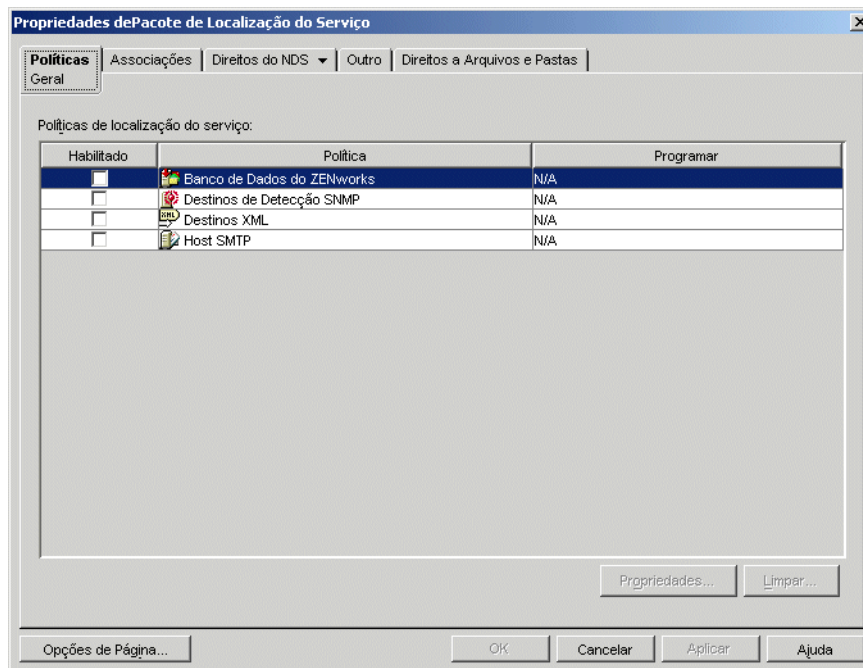 Propriedades dePacote de Localização do Serviço
Políticas Associações Direitos do NDS Outro Direitos a Arquivos e Pastas
Geral
Políticas de localização do serviço:
Habilitado Política Programar
Banco de Dados do ZENworks N/A
Destinos de Detecção SNMP N/A
XML Destinos XML N/A
Host SMTP N/A
Propriedades... Limpar...
Opções de Página... OK Cancelar Aplicar Ajuda